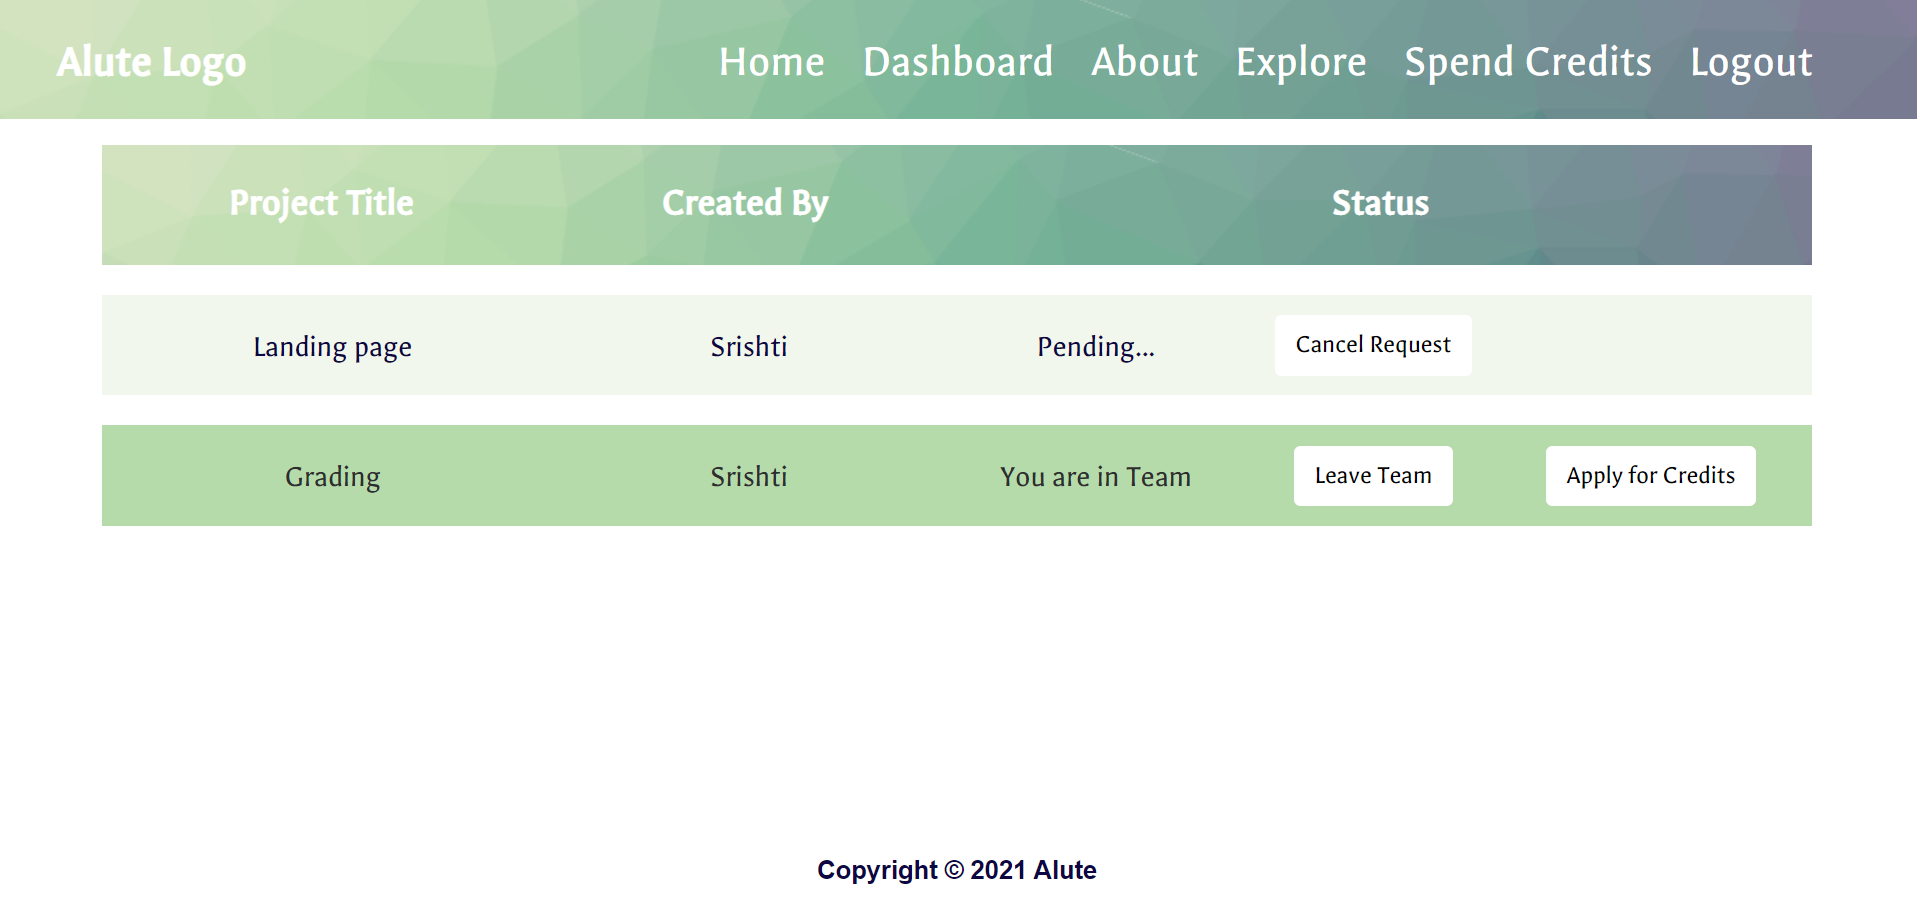 Alute Logo Home Dashboard About Explore Spend Credits Logout
Project Title Created By Status
Landing page Srishti Pending... Cancel Request
Grading Srishti You are in Team Leave Team Apply for Credits
Copyright © 2021 Alute